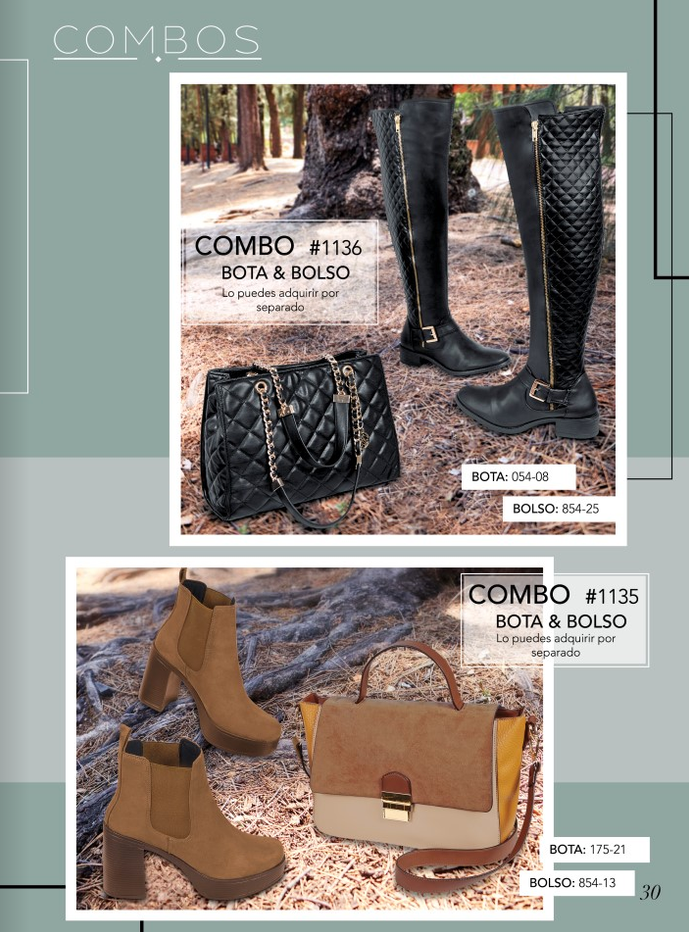 COMBOS
COMBO #1136
BOTA & BOLSO
Lo puedes adquirir por
separado
BOTA: 054-08
BOLSO: 854-25
COMBO #1135
BOTA & BOLSO
Lo puedes adquirir por
separado
BOTA: 175-21
BOLSO: 854-13
30